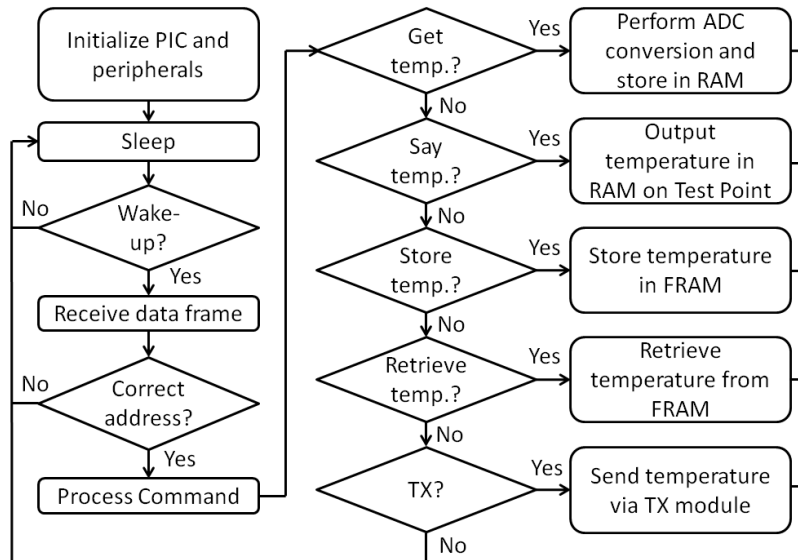 Initialize PIC and
peripherals
Sleep
No
Wake-
up?
Yes
Receive data frame
No
Correct
address?
Yes
Process Command
Get
temp.?
Yes
Perform ADC
conversion and
store in RAM
No
Say
temp.?
Yes
Output
temperature in
RAM on Test Point
No
Store
temp.?
Yes
Store temperature
in FRAM
No
Retrieve
temp.?
Yes
Retrieve
temperature from
FRAM
No
TX?
Yes
Send temperature
via TX module
No